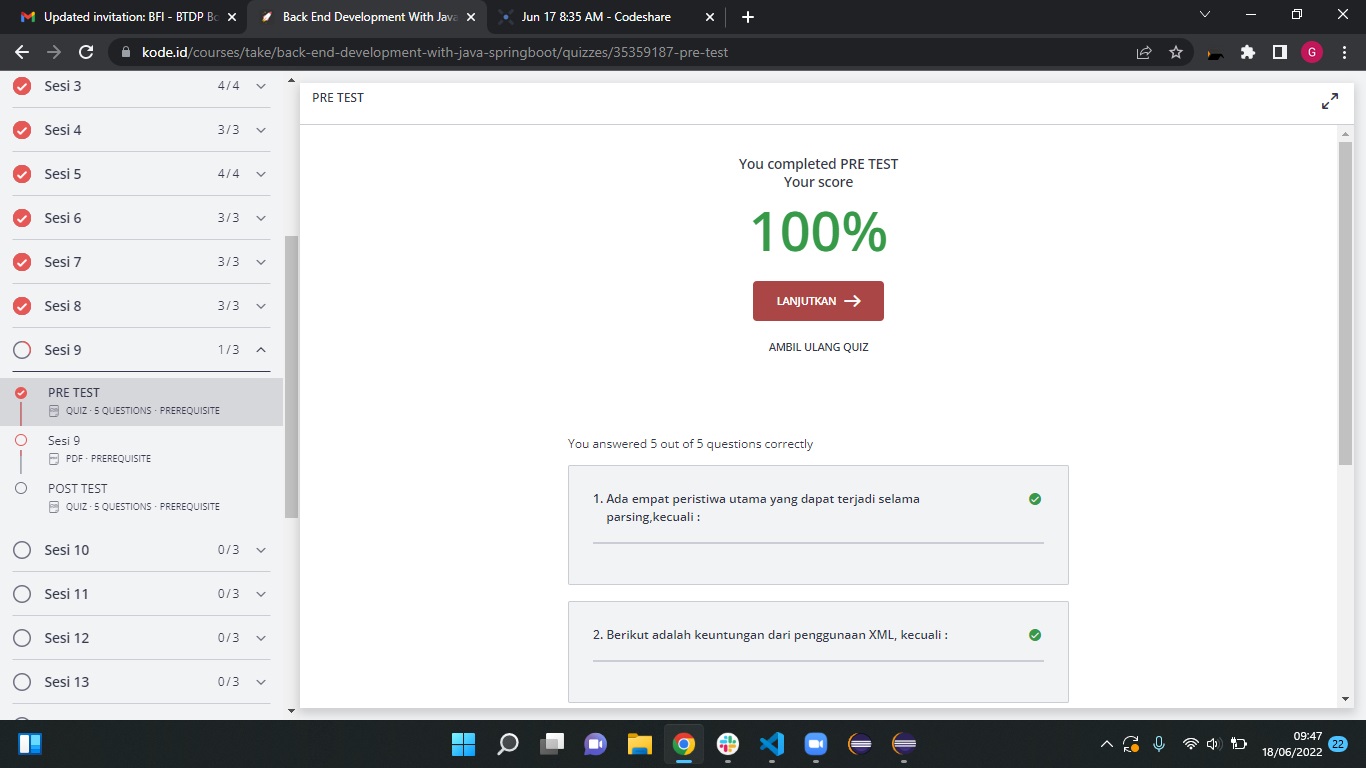 Updated invitation: BFI - BTDP Bo
Back End Development With Java
Jun 17 8:35 AM - Codeshare
kode.id/courses/take/back-end-development-with-java-springboot/quizzes/35359187-pre-test
G
Sesi 3 4 / 4
Sesi 4 3 / 3
Sesi 5 4 / 4
Sesi 6 3 / 3
Sesi 7 3 / 3
Sesi 8 3 / 3
Sesi 9 1 / 3
PRE TEST
QUIZ · 5 QUESTIONS · PREREQUISITE
Sesi 9
PDF · PREREQUISITE
POST TEST
QUIZ · 5 QUESTIONS · PREREQUISITE
Sesi 10 0 / 3
Sesi 11 0 / 3
Sesi 12 0 / 3
Sesi 13 0 / 3
PRE TEST
You completed PRE TEST
Your score
100%
LANJUTKAN
AMBIL ULANG QUIZ
You answered 5 out of 5 questions correctly
1. Ada empat peristiwa utama yang dapat terjadi selama
parsing,kecuali :
2. Berikut adalah keuntungan dari penggunaan XML, kecuali :
09:47
18/06/2022
22